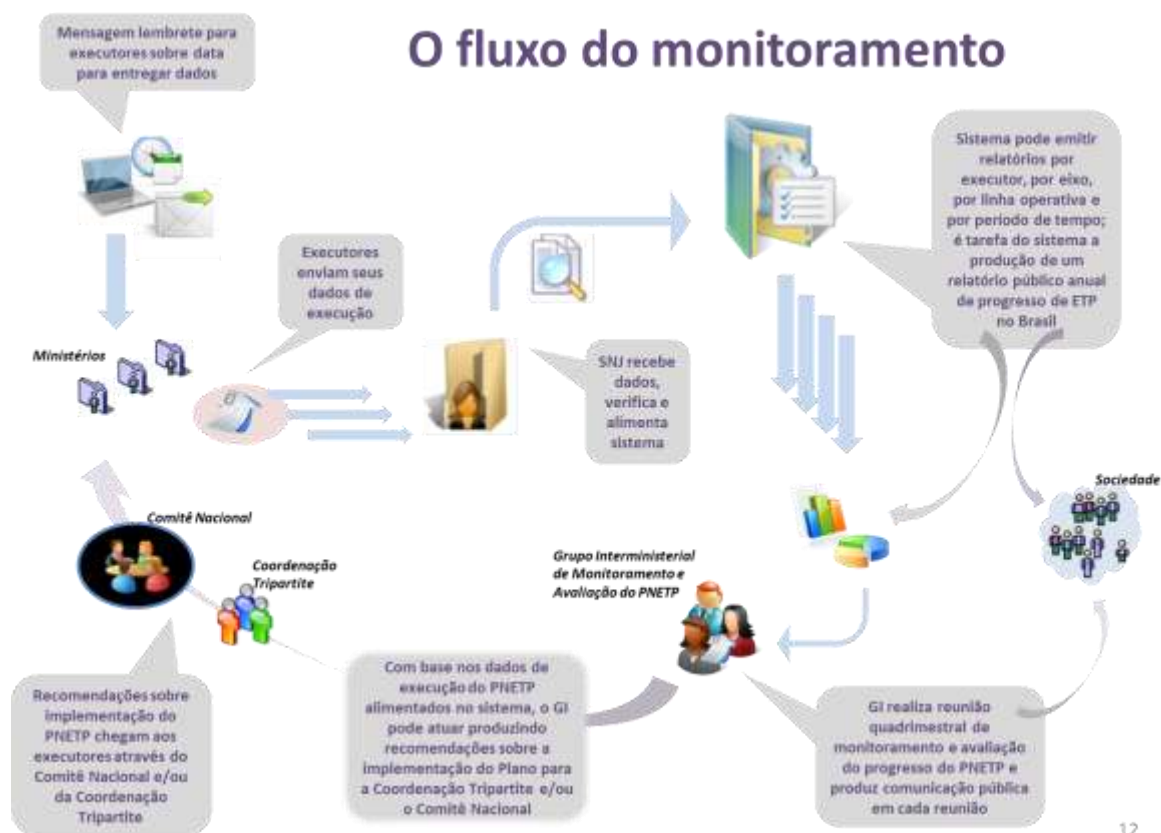 O fluxo do monitoramento
Mensagem lembrete para
executores sobre data
para entregar dados
Sistema pode emitir
relatórios por
executor, por eixo,
por linha operativa e
por período de tempo;
é tarefa do sistema a
produção de um
relatório público anual
de progresso de ETP
no Brasil
Executores
enviam seus
dados de
execução
Ministérios
SNJ recebe
dados,
verifica e
alimenta
sistema
Sociedade
Comitê Nacional
Coordenação
Tripartite
Grupo Interministerial
de Monitoramento e
Avaliação do PNETP
Recomendações sobre
implementação do
PNETP chegam aos
executores através do
Comitê Nacional e/ou
da Coordenação
Tripartite
Com base nos dados de
execução do PNETP
alimentados no sistema, o GI
pode atuar produzindo
recomendações sobre a
implementação do Plano para
a Coordenação Tripartite e/ou
o Comitê Nacional
GI realiza reunião
quadrimestral de
monitoramento e avaliação
do progresso do PNETP e
produz comunicação pública
em cada reunião
12